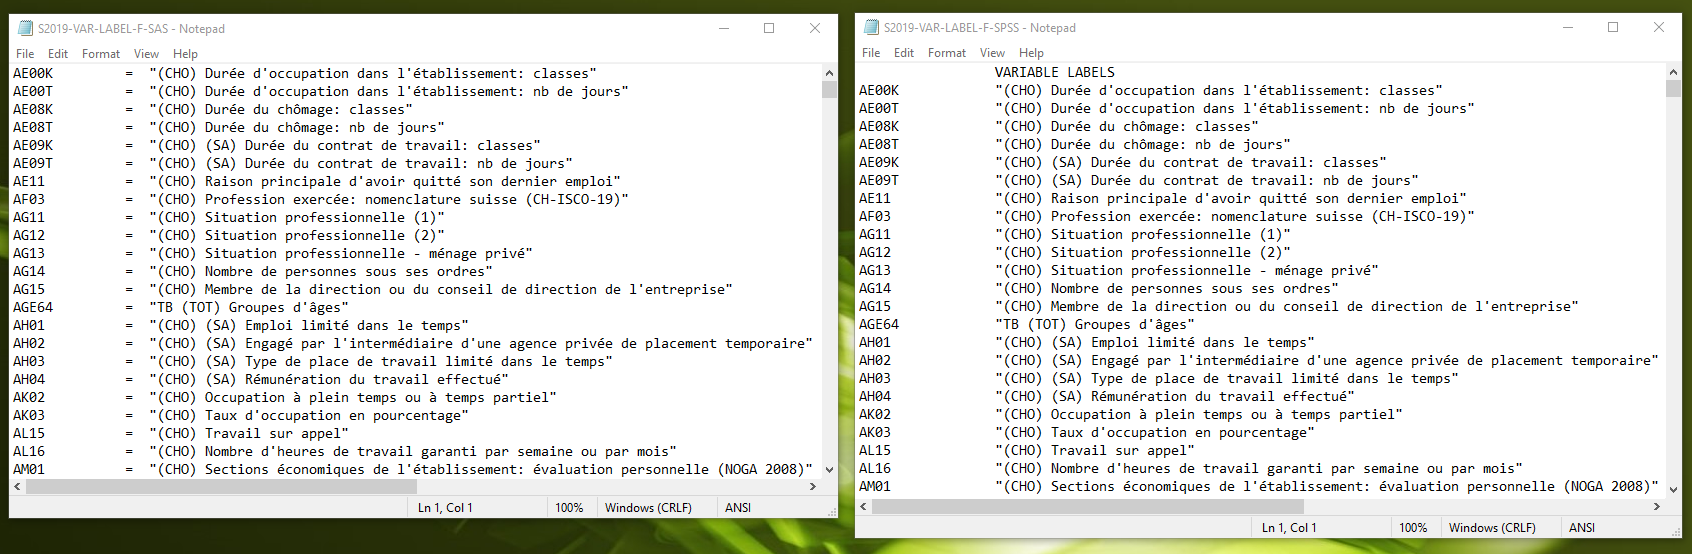 S2019-VAR-LABEL-F-SAS - Notepad
File Edit Format View Help
AE00K = "(CHO) Durée d'occupation dans l'établissement: classes"
AE00T = "(CHO) Durée d'occupation dans l'établissement: nb de jours"
AE08K = "(CHO) Durée du chômage: classes"
AE08T = "(CHO) Durée du chômage: nb de jours"
AE09K = "(CHO) (SA) Durée du contrat de travail: classes"
AE09T = "(CHO) (SA) Durée du contrat de travail: nb de jours"
AE11 = "(CHO) Raison principale d'avoir quitté son dernier emploi"
AF03 = "(CHO) Profession exercée: nomenclature suisse (CH-ISCO-19)"
AG11 = "(CHO) Situation professionnelle (1)"
AG12 = "(CHO) Situation professionnelle (2)"
AG13 = "(CHO) Situation professionnelle - ménage privé"
AG14 = "(CHO) Nombre de personnes sous ses ordres"
AG15 = "(CHO) Membre de la direction ou du conseil de direction de l'entreprise"
AGE64 = "TB (TOT) Groupes d'âges"
AH01 = "(CHO) (SA) Emploi limité dans le temps"
AH02 = "(CHO) (SA) Engagé par l'intermédiaire d'une agence privée de placement temporaire"
AH03 = "(CHO) (SA) Type de place de travail limité dans le temps"
AH04 = "(CHO) (SA) Rémunération du travail effectué"
AK02 = "(CHO) Occupation à plein temps ou à temps partiel"
AK03 = "(CHO) Taux d'occupation en pourcentage"
AL15 = "(CHO) Travail sur appel"
AL16 = "(CHO) Nombre d'heures de travail garanti par semaine ou par mois"
AM01 = "(CHO) Sections économiques de l'établissement: évaluation personnelle (NOGA 2008)"
Ln 1, Col 1 100% Windows (CRLF) ANSI
S2019-VAR-LABEL-F-SPSS - Notepad
File Edit Format View Help
VARIABLE LABELS
AE00K "(CHO) Durée d'occupation dans l'établissement: classes"
AE00T "(CHO) Durée d'occupation dans l'établissement: nb de jours"
AE08K "(CHO) Durée du chômage: classes"
AE08T "(CHO) Durée du chômage: nb de jours"
AE09K "(CHO) (SA) Durée du contrat de travail: classes"
AE09T "(CHO) (SA) Durée du contrat de travail: nb de jours"
AE11 "(CHO) Raison principale d'avoir quitté son dernier emploi"
AF03 "(CHO) Profession exercée: nomenclature suisse (CH-ISCO-19)"
AG11 "(CHO) Situation professionnelle (1)"
AG12 "(CHO) Situation professionnelle (2)"
AG13 "(CHO) Situation professionnelle - ménage privé"
AG14 "(CHO) Nombre de personnes sous ses ordres"
AG15 "(CHO) Membre de la direction ou du conseil de direction de l'entreprise"
AGE64 "TB (TOT) Groupes d'âges"
AH01 "(CHO) (SA) Emploi limité dans le temps"
AH02 "(CHO) (SA) Engagé par l'intermédiaire d'une agence privée de placement temporaire"
AH03 "(CHO) (SA) Type de place de travail limité dans le temps"
AH04 "(CHO) (SA) Rémunération du travail effectué"
AK02 "(CHO) Occupation à plein temps ou à temps partiel"
AK03 "(CHO) Taux d'occupation en pourcentage"
AL15 "(CHO) Travail sur appel"
AL16 "(CHO) Nombre d'heures de travail garanti par semaine ou par mois"
AM01 "(CHO) Sections économiques de l'établissement: évaluation personnelle (NOGA 2008)"
Ln 1, Col 1 100% Windows (CRLF) ANSI